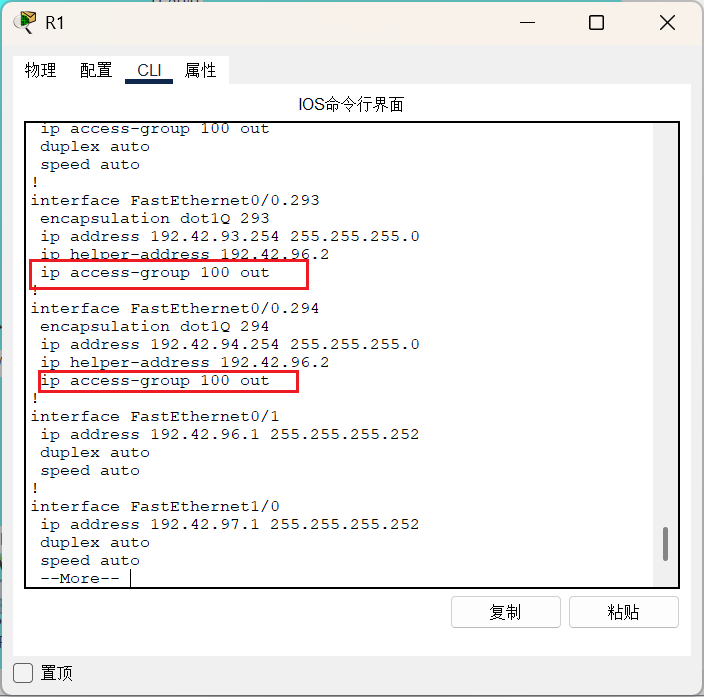 R1
物理 配置 CLI 属性
IOS命令行界面
ip access-group 100 out
duplex auto
speed auto
!
interface FastEthernet0/0.293
encapsulation dot1Q 293
ip address 192.42.93.254 255.255.255.0
ip helper-address 192.42.96.2
ip access-group 100 out
!
interface FastEthernet0/0.294
encapsulation dot1Q 294
ip address 192.42.94.254 255.255.255.0
ip helper-address 192.42.96.2
ip access-group 100 out
!
interface FastEthernet0/1
ip address 192.42.96.1 255.255.255.252
duplex auto
speed auto
!
interface FastEthernet1/0
ip address 192.42.97.1 255.255.255.252
duplex auto
speed auto
--More--
复制 粘贴
置顶